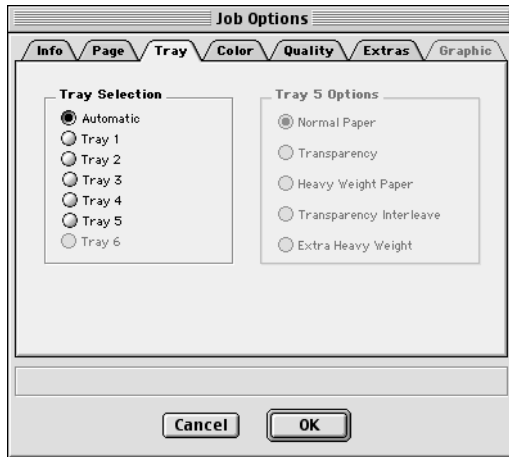 Job Options
Info Page Tray Color Quality Extras Graphic
Tray Selection
Automatic
Tray 1
Tray 2
Tray 3
Tray 4
Tray 5
Tray 6
Tray 5 Options
Normal Paper
Transparency
Heavy Weight Paper
Transparency Interleave
Extra Heavy Weight
Cancel OK